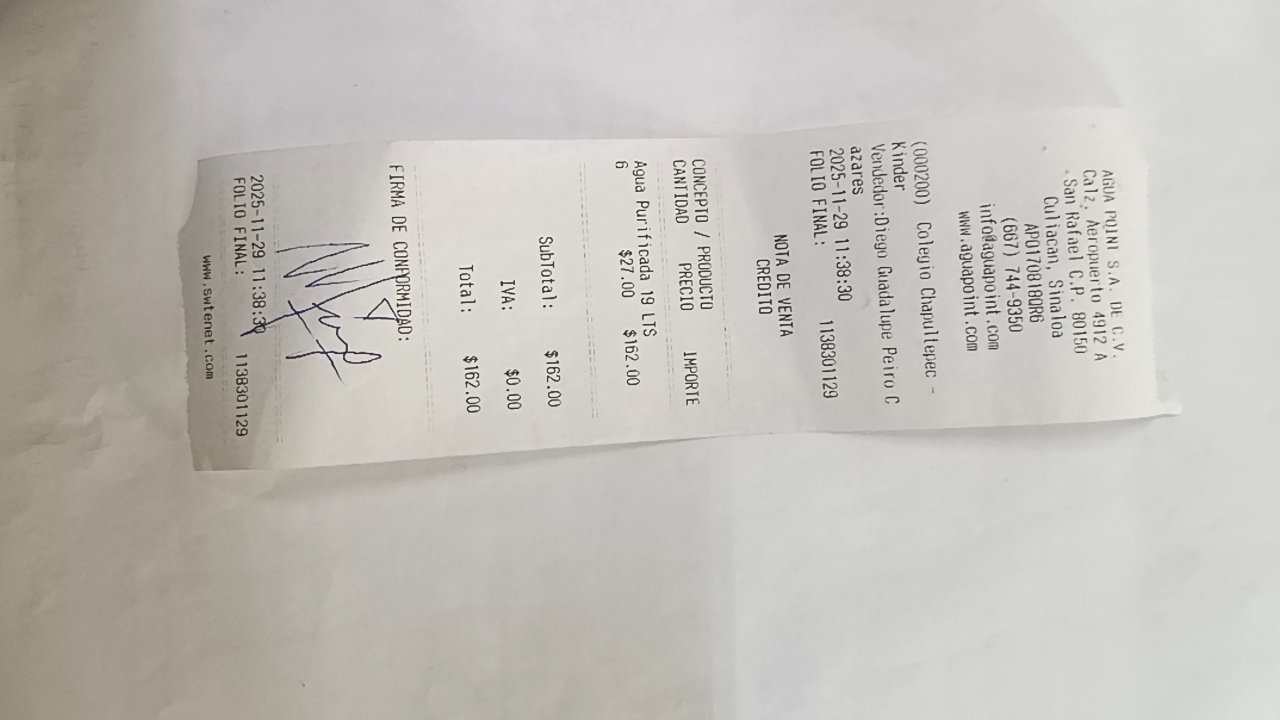 AGUA POINT S.A. DE C.V.
Calz. Aeropuerto 4912 A
San Rafael C.P. 80150
Culiacan, Sinaloa
APO170818QR6
(667) 744-9350
info@aguapoint.com
www.aguapoint.com
(000200) Colegio Chapultepec -
Kinder
Vendedor:Diego Guadalupe Peiro C
azares
2025-11-29 11:38:30
FOLIO FINAL: 1138301129
NOTA DE VENTA
CREDITO
CONCEPTO / PRODUCTO
CANTIDAD PRECIO IMPORTE
Agua Purificada 19 LTS
6 $27.00 $162.00
SubTotal: $162.00
IVA: $0.00
Total: $162.00
FIRMA DE CONFORMIDAD:
2025-11-29 11:38:30
FOLIO FINAL: 1138301129
www.swtenet.com